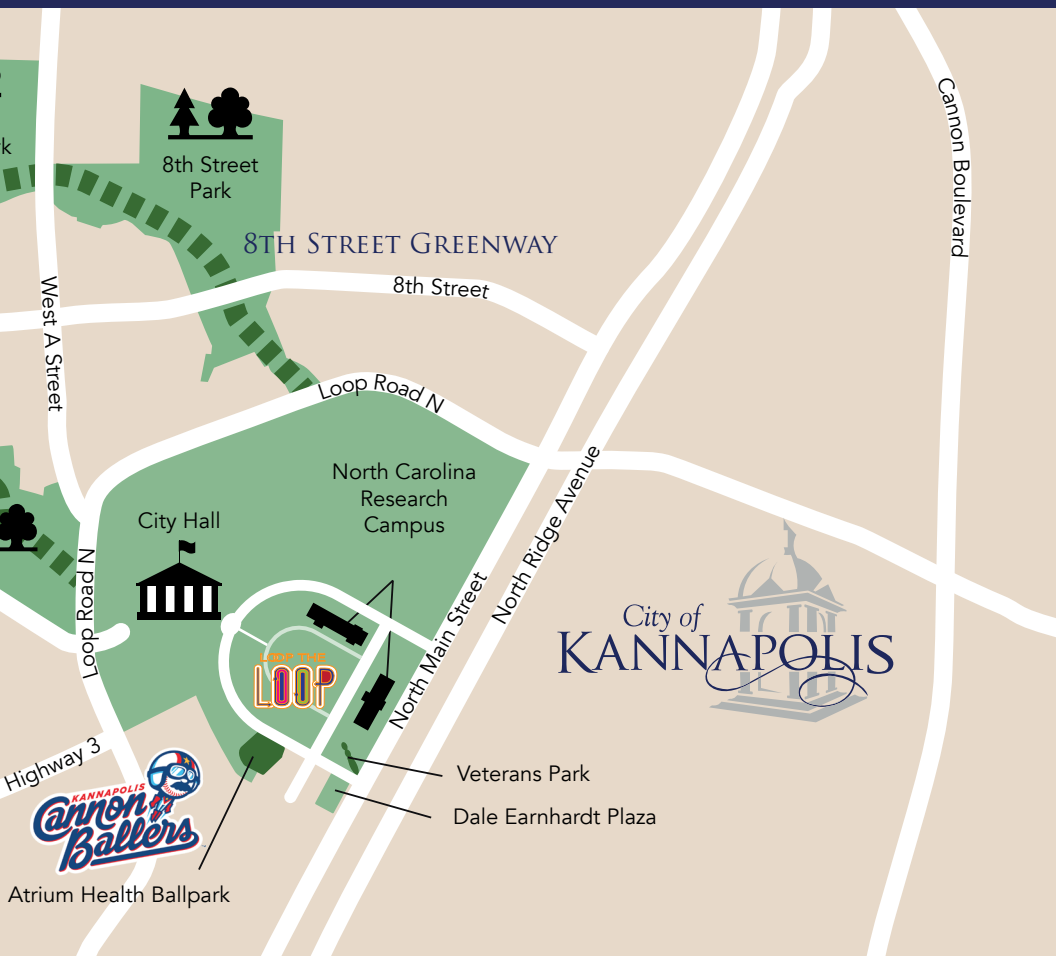 k
8th Street
Park
Cannon Boulevard
8TH STREET GREENWAY
8th Street
West A Street
Loop Road N
North Carolina
Research
Campus
City Hall
North Ridge Avenue
Loop Road N
North Main Street
City of
KANNAPOLIS
LOOP THE
LOOP
Highway 3
KANNAPOLIS
Cannon
Ballers
Veterans Park
Dale Earnhardt Plaza
Atrium Health Ballpark